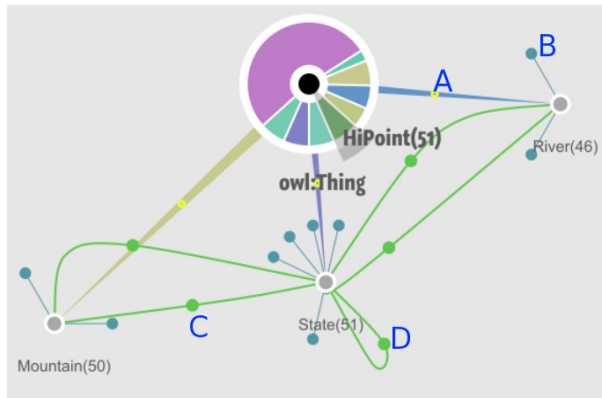 B
A
HiPoint(51)
River(46)
owl:Thing
State(51)
C
D
Mountain(50)